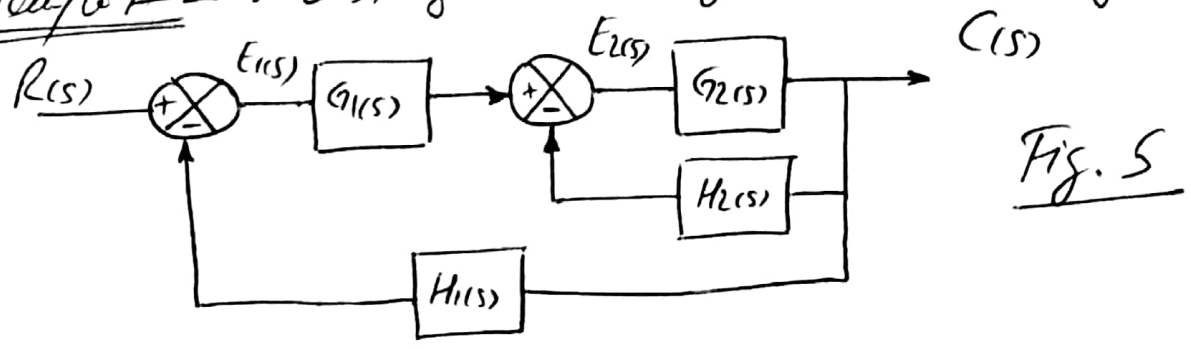 R(s)
+
-
E1(s)
G1(s)
+
-
E2(s)
G2(s)
C(s)
H2(s)
H1(s)
Fig. 5